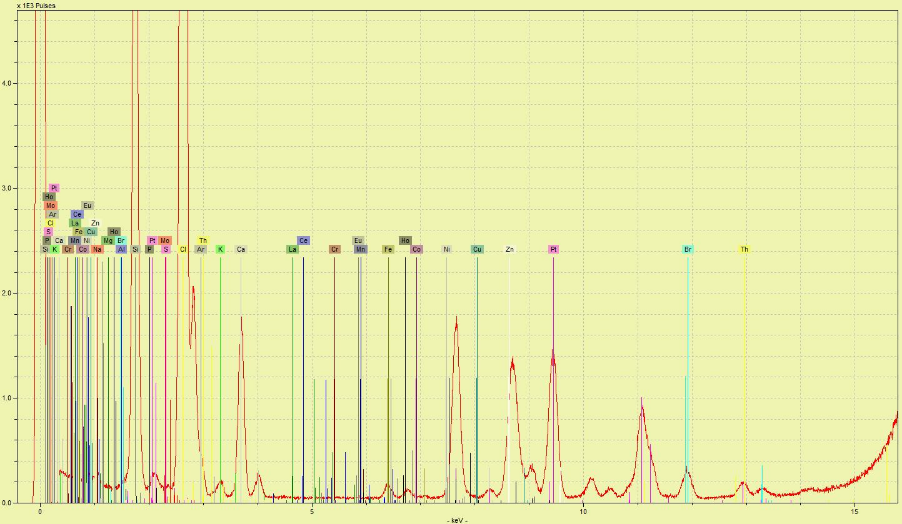 x 1E3 Pulses
4.0
3.0
Pt
Ho
Mo Eu
Ar Ce
Cl La Zn
S Fe Cu Ho Pt Mo Th Ce Eu Ho
P Ca Mn Ni Mg Br
Si K Cr Co Na Al Si P S Cl Ar K Ca La Cr Mn Fe Co Ni Cu Zn Pt Br Th
2.0
1.0
0.0
0 5 10 15
- keV -